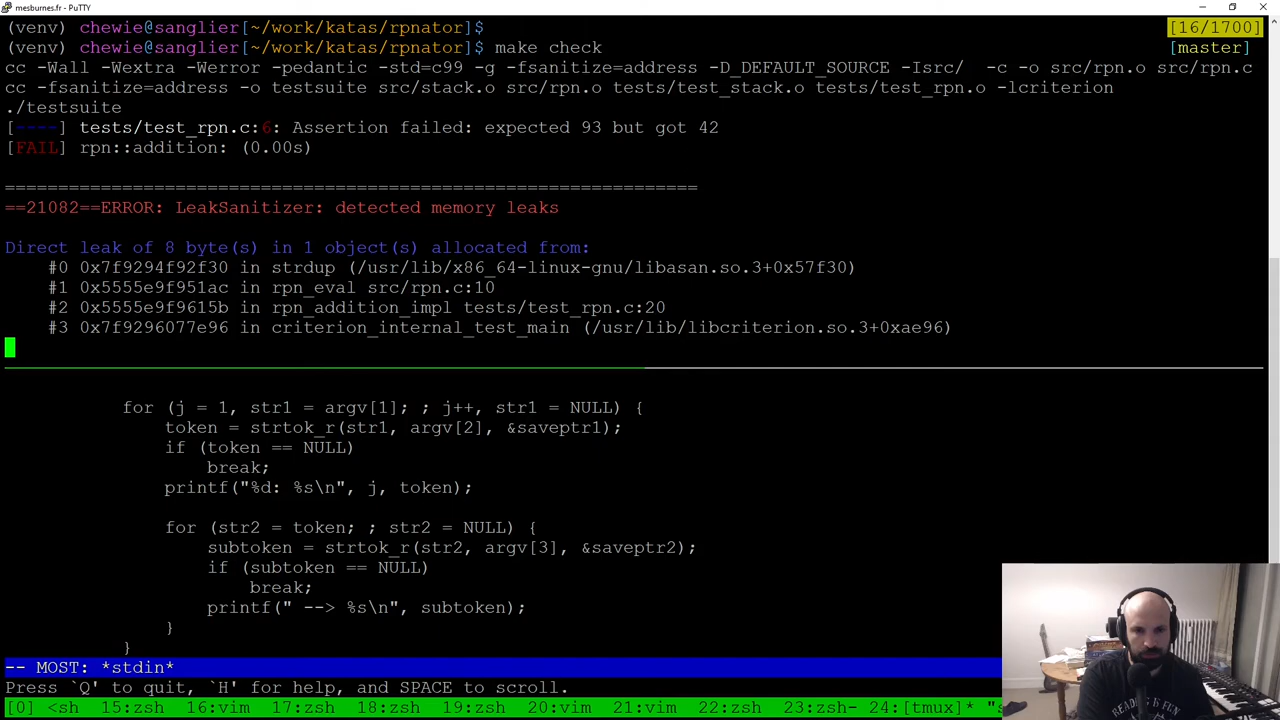 mesburnes.fr - PuTTY
(venv) chewie@sanglier[~/work/katas/rpnator]$ [16/1700]
(venv) chewie@sanglier[~/work/katas/rpnator]$ make check [master]
cc -Wall -Wextra -Werror -pedantic -std=c99 -g -fsanitize=address -D_DEFAULT_SOURCE -Isrc/  -c -o src/rpn.o src/rpn.c
cc -fsanitize=address -o testsuite src/stack.o src/rpn.o tests/test_stack.o tests/test_rpn.o -lcriterion
./testsuite
[----] tests/test_rpn.c:6: Assertion failed: expected 93 but got 42
[FAIL] rpn::addition: (0.00s)
=================================================================
==21082==ERROR: LeakSanitizer: detected memory leaks
Direct leak of 8 byte(s) in 1 object(s) allocated from:
#0 0x7f9294f92f30 in strdup (/usr/lib/x86_64-linux-gnu/libasan.so.3+0x57f30)
#1 0x5555e9f951ac in rpn_eval src/rpn.c:10
#2 0x5555e9f9615b in rpn_addition_impl tests/test_rpn.c:20
#3 0x7f9296077e96 in criterion_internal_test_main (/usr/lib/libcriterion.so.3+0xae96)
for (j = 1, str1 = argv[1]; ; j++, str1 = NULL) {
token = strtok_r(str1, argv[2], &saveptr1);
if (token == NULL)
break;
printf("%d: %s\n", j, token);
for (str2 = token; ; str2 = NULL) {
subtoken = strtok_r(str2, argv[3], &saveptr2);
if (subtoken == NULL)
break;
printf(" --> %s\n", subtoken);
}
}
-- MOST: *stdin*
Press `Q' to quit, `H' for help, and SPACE to scroll.
[0] <sh  15:zsh  16:vim  17:zsh  18:zsh  19:zsh  20:vim  21:vim  22:zsh  23:zsh- 24:[tmux]* "s